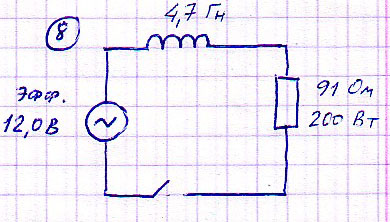 8
4,7 Гн
Эфф.
12,0 В
~
91 Ом
200 Вт